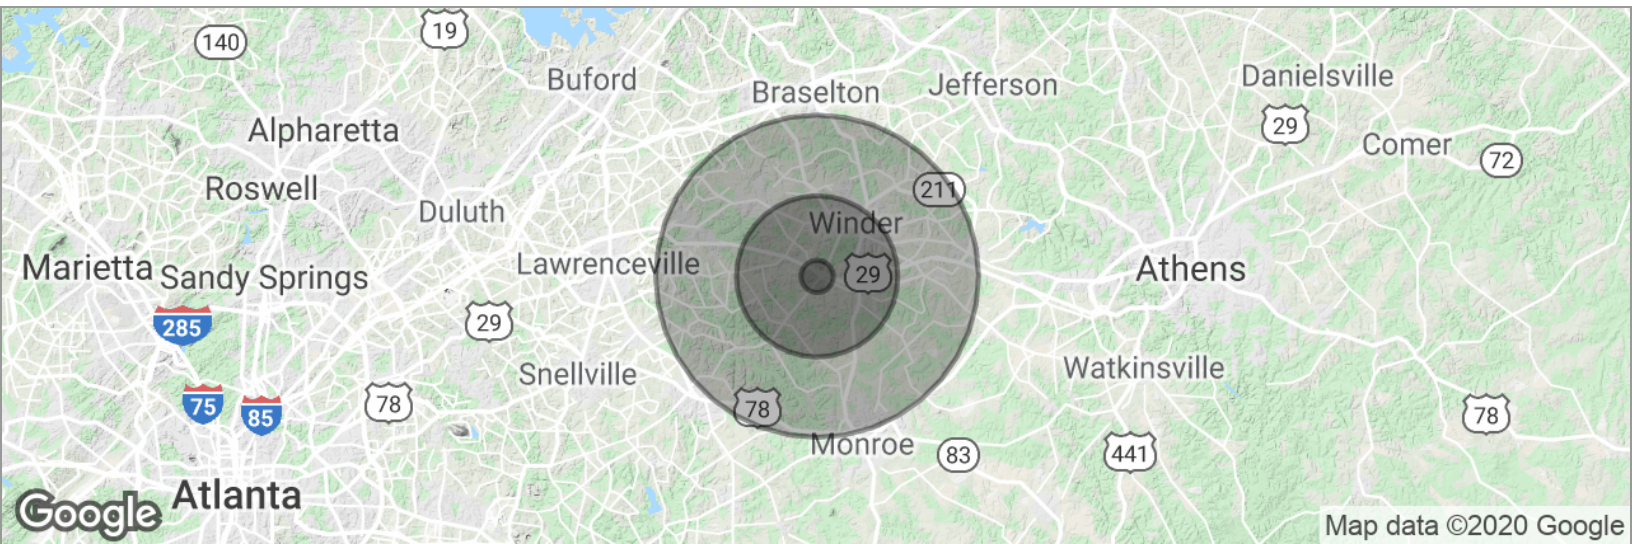 140
19
Buford
Braselton
Jefferson
Danielsville
29
Alpharetta
Comer
72
Roswell
211
Duluth
Winder
Marietta
Sandy Springs
Lawrenceville
29
Athens
285
29
Snellville
Watkinsville
75
85
78
78
78
Monroe
83
441
Atlanta
Google
Map data ©2020 Google